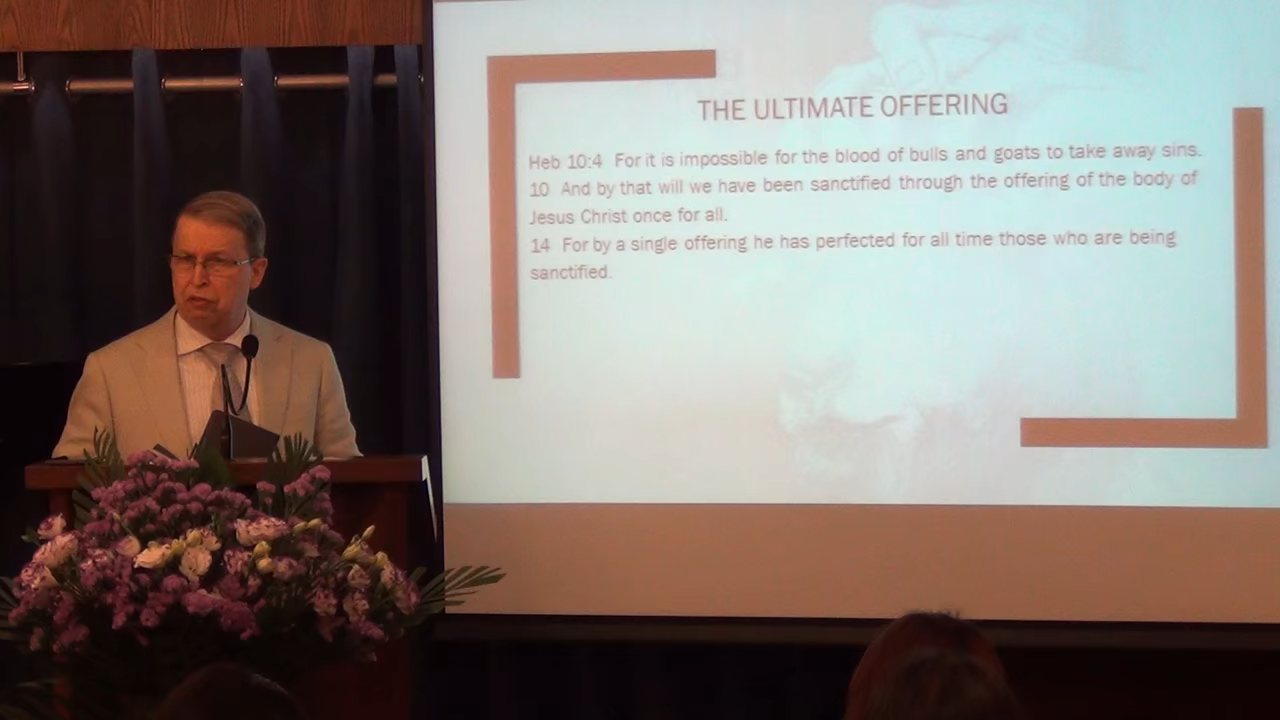 THE ULTIMATE OFFERING
Heb 10:4 For it is impossible for the blood of bulls and goats to take away sins.
10 And by that will we have been sanctified through the offering of the body of
Jesus Christ once for all.
14 For by a single offering he has perfected for all time those who are being
sanctified.